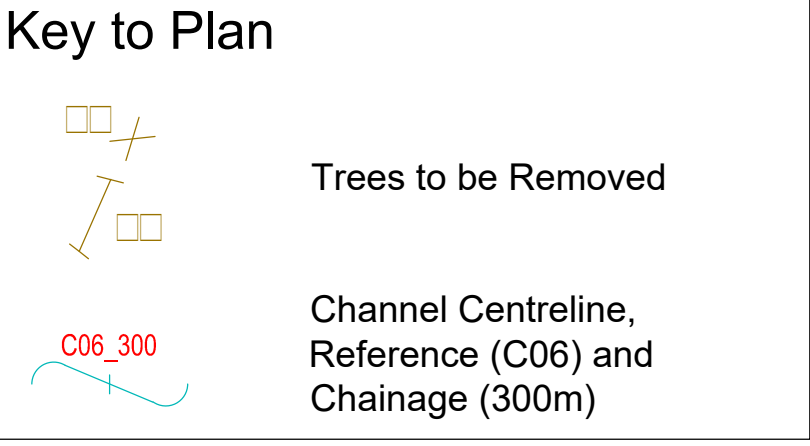 Key to Plan
Trees to be Removed
C06_300
Channel Centreline,
Reference (C06) and
Chainage (300m)